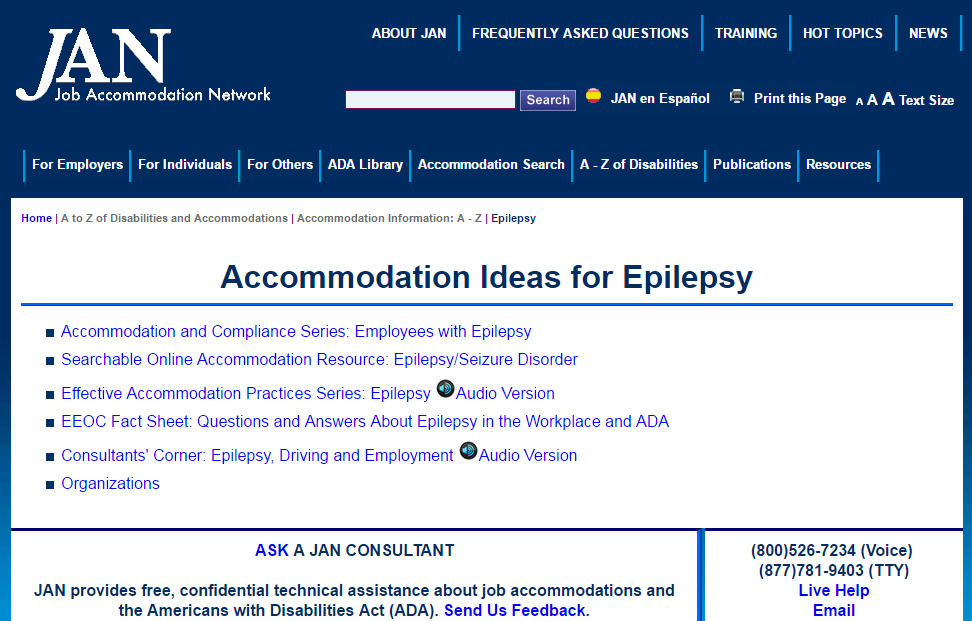 JAN
Job Accommodation Network
ABOUT JAN
FREQUENTLY ASKED QUESTIONS
TRAINING
HOT TOPICS
NEWS
Search
JAN en Español
Print this Page
A A A Text Size
For Employers
For Individuals
For Others
ADA Library
Accommodation Search
A - Z of Disabilities
Publications
Resources
Home | A to Z of Disabilities and Accommodations | Accommodation Information: A - Z | Epilepsy
Accommodation Ideas for Epilepsy
Accommodation and Compliance Series: Employees with Epilepsy
Searchable Online Accommodation Resource: Epilepsy/Seizure Disorder
Effective Accommodation Practices Series: Epilepsy Audio Version
EEOC Fact Sheet: Questions and Answers About Epilepsy in the Workplace and ADA
Consultants' Corner: Epilepsy, Driving and Employment Audio Version
Organizations
ASK A JAN CONSULTANT
JAN provides free, confidential technical assistance about job accommodations and
the Americans with Disabilities Act (ADA). Send Us Feedback.
(800)526-7234 (Voice)
(877)781-9403 (TTY)
Live Help
Email